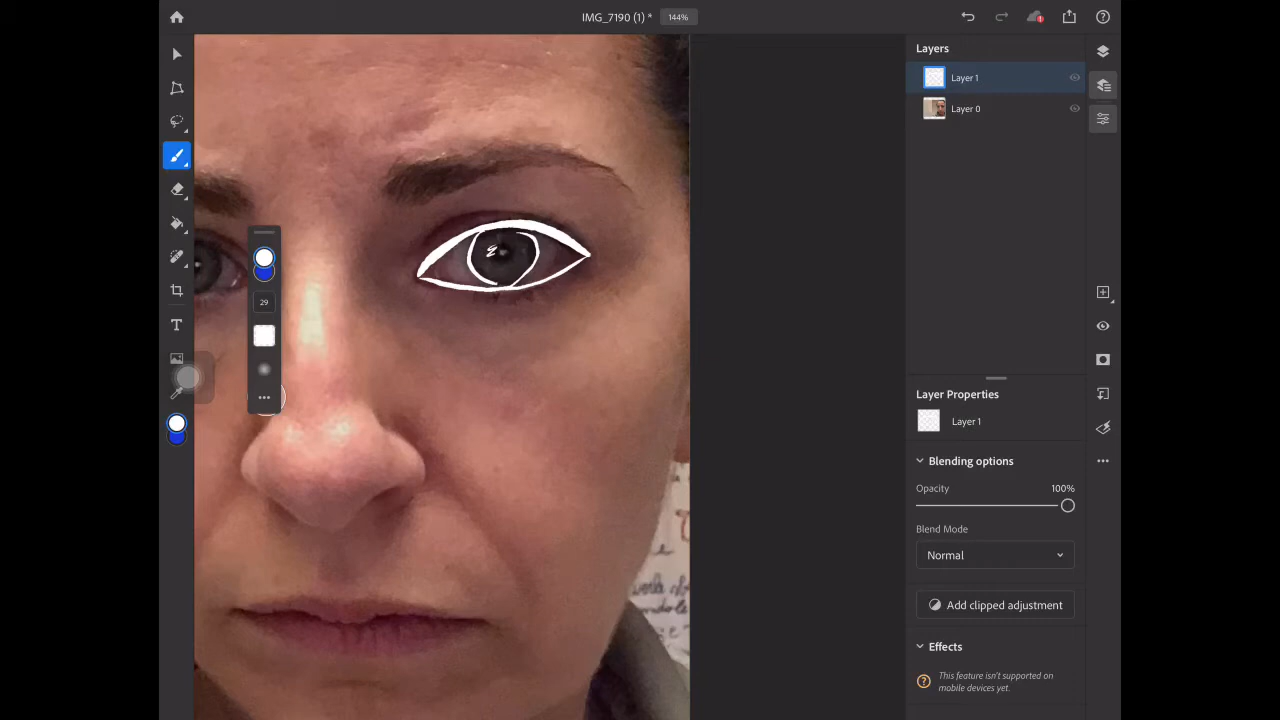 IMG_7190 (1) *
144%
Layers
Layer 1
Layer 0
29
T
Layer Properties
Layer 1
Blending options
Opacity
100%
Blend Mode
Normal
Add clipped adjustment
Effects
This feature isn't supported on
mobile devices yet.